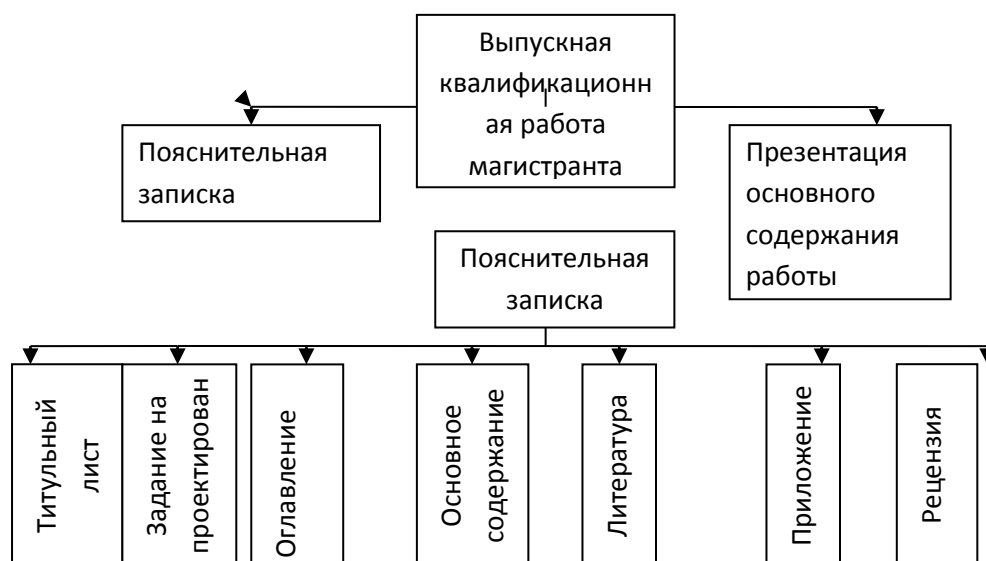 Выпускная
квалификационн
ая работа
магистранта
Пояснительная
записка
Презентация
основного
содержания
работы
Пояснительная
записка
Титульный
лист
Задание на
проектирован
Оглавление
Основное
содержание
Литература
Приложение
Рецензия